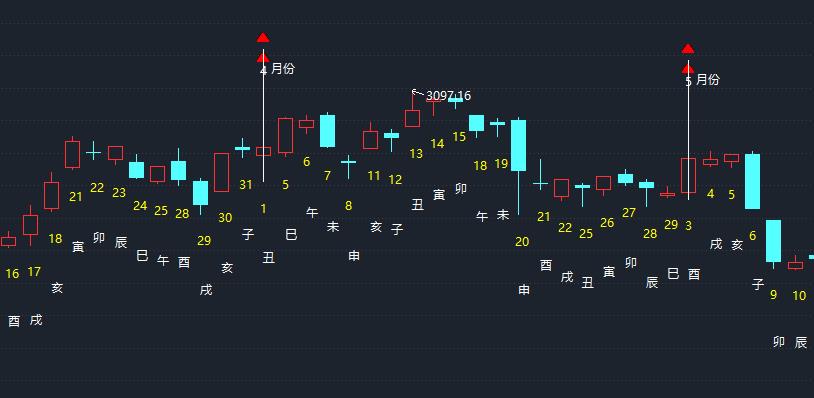 4 月份
5 月份
3097.16
16 酉
17 戌
18 亥
21 寅
22 卯
23 辰
24 巳
25 午
28 酉
29 戌
30 亥
31 子
1 丑
5 巳
6 午
7 未
8 申
11 亥
12 子
13 丑
14 寅
15 卯
18 午
19 未
20 申
21 酉
22 戌
25 丑
26 寅
27 卯
28 辰
29 巳
3 酉
4 戌
5 亥
6 子
9 卯
10 辰